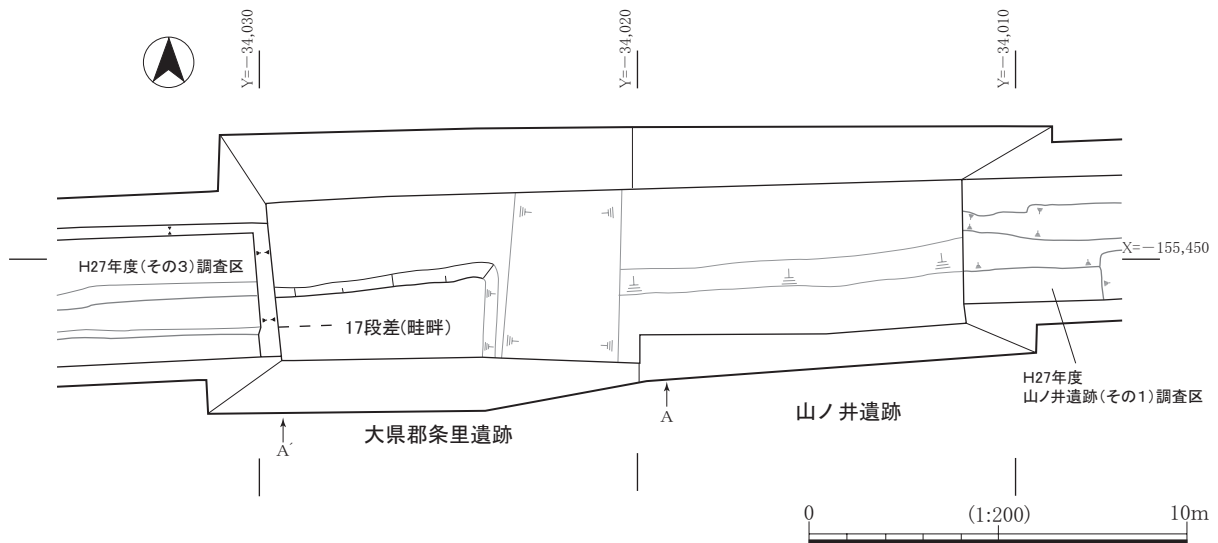 Y=－34,030
Y=－34,020
Y=－34,010
X=－155,450
H27年度(その3)調査区
17段差(畦畔)
H27年度
山ノ井遺跡(その1)調査区
山ノ井遺跡
大県郡条里遺跡
A
A´
0
(1:200)
10m